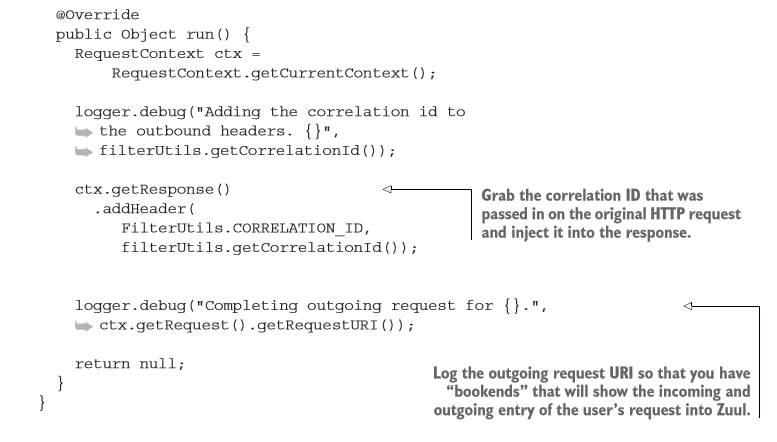 @Override
public Object run() {
RequestContext ctx =
RequestContext.getCurrentContext();
logger.debug("Adding the correlation id to
➥ the outbound headers. {}",
➥ filterUtils.getCorrelationId());
ctx.getResponse()
.addHeader(
FilterUtils.CORRELATION_ID,
filterUtils.getCorrelationId());
Grab the correlation ID that was
passed in on the original HTTP request
and inject it into the response.
logger.debug("Completing outgoing request for {}.",
➥ ctx.getRequest().getRequestURI());
return null;
}
}
Log the outgoing request URI so that you have
“bookends” that will show the incoming and
outgoing entry of the user’s request into Zuul.